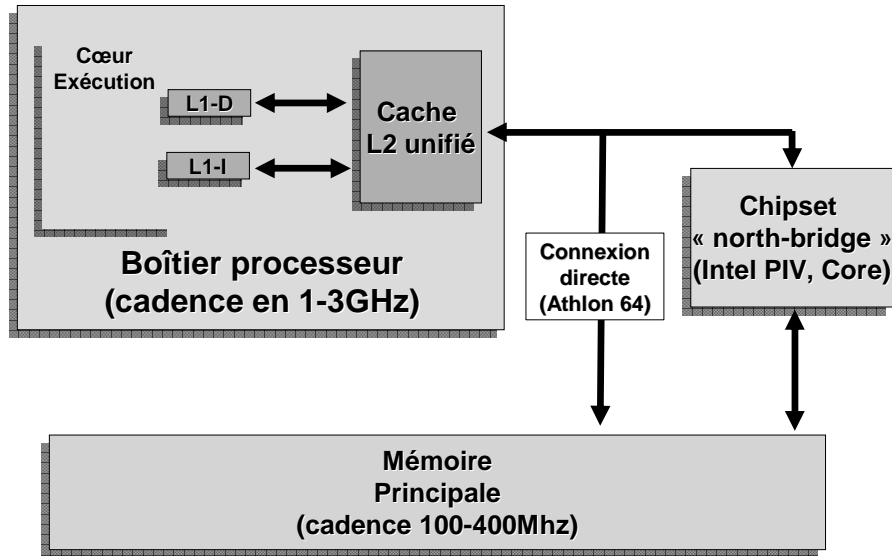 Cœur
Exécution
L1-D
L1-I
Cache
L2 unifié
Boîtier processeur
(cadence en 1-3GHz)
Connexion
directe
(Athlon 64)
Chipset
« north-bridge »
(Intel PIV, Core)
Mémoire
Principale
(cadence 100-400Mhz)